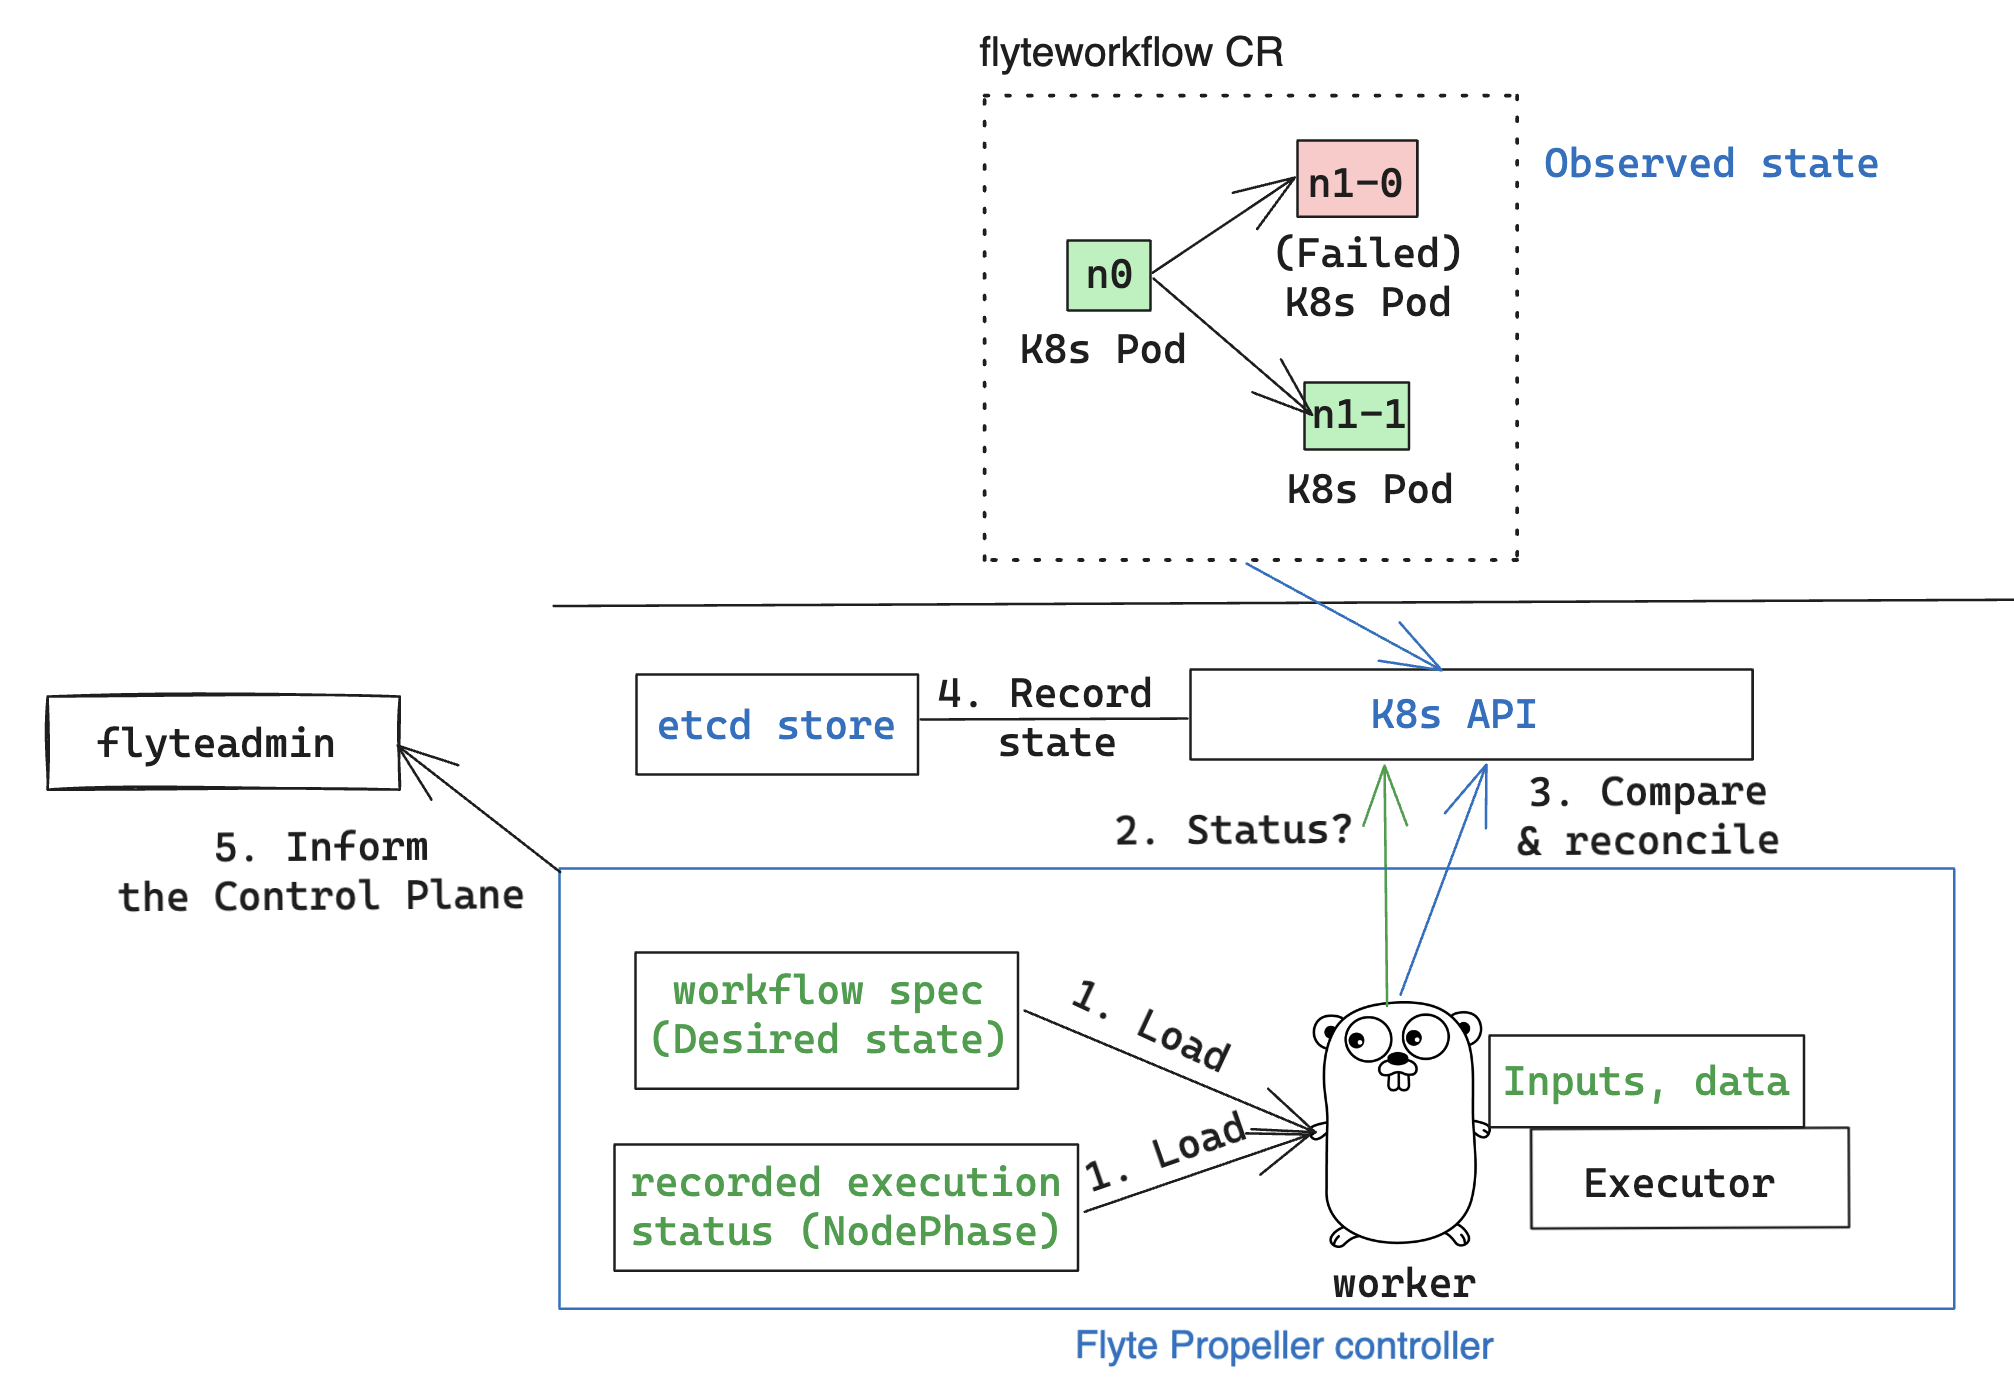 flyteworkflow CR
Observed state
n1-0
(Failed)
K8s Pod
n0
K8s Pod
n1-1
K8s Pod
flyteadmin
etcd store
4. Record
state
K8s API
5. Inform
the Control Plane
2. Status?
3. Compare
& reconcile
workflow spec
(Desired state)
1. Load
recorded execution
status (NodePhase)
1. Load
Inputs, data
Executor
worker
Flyte Propeller controller